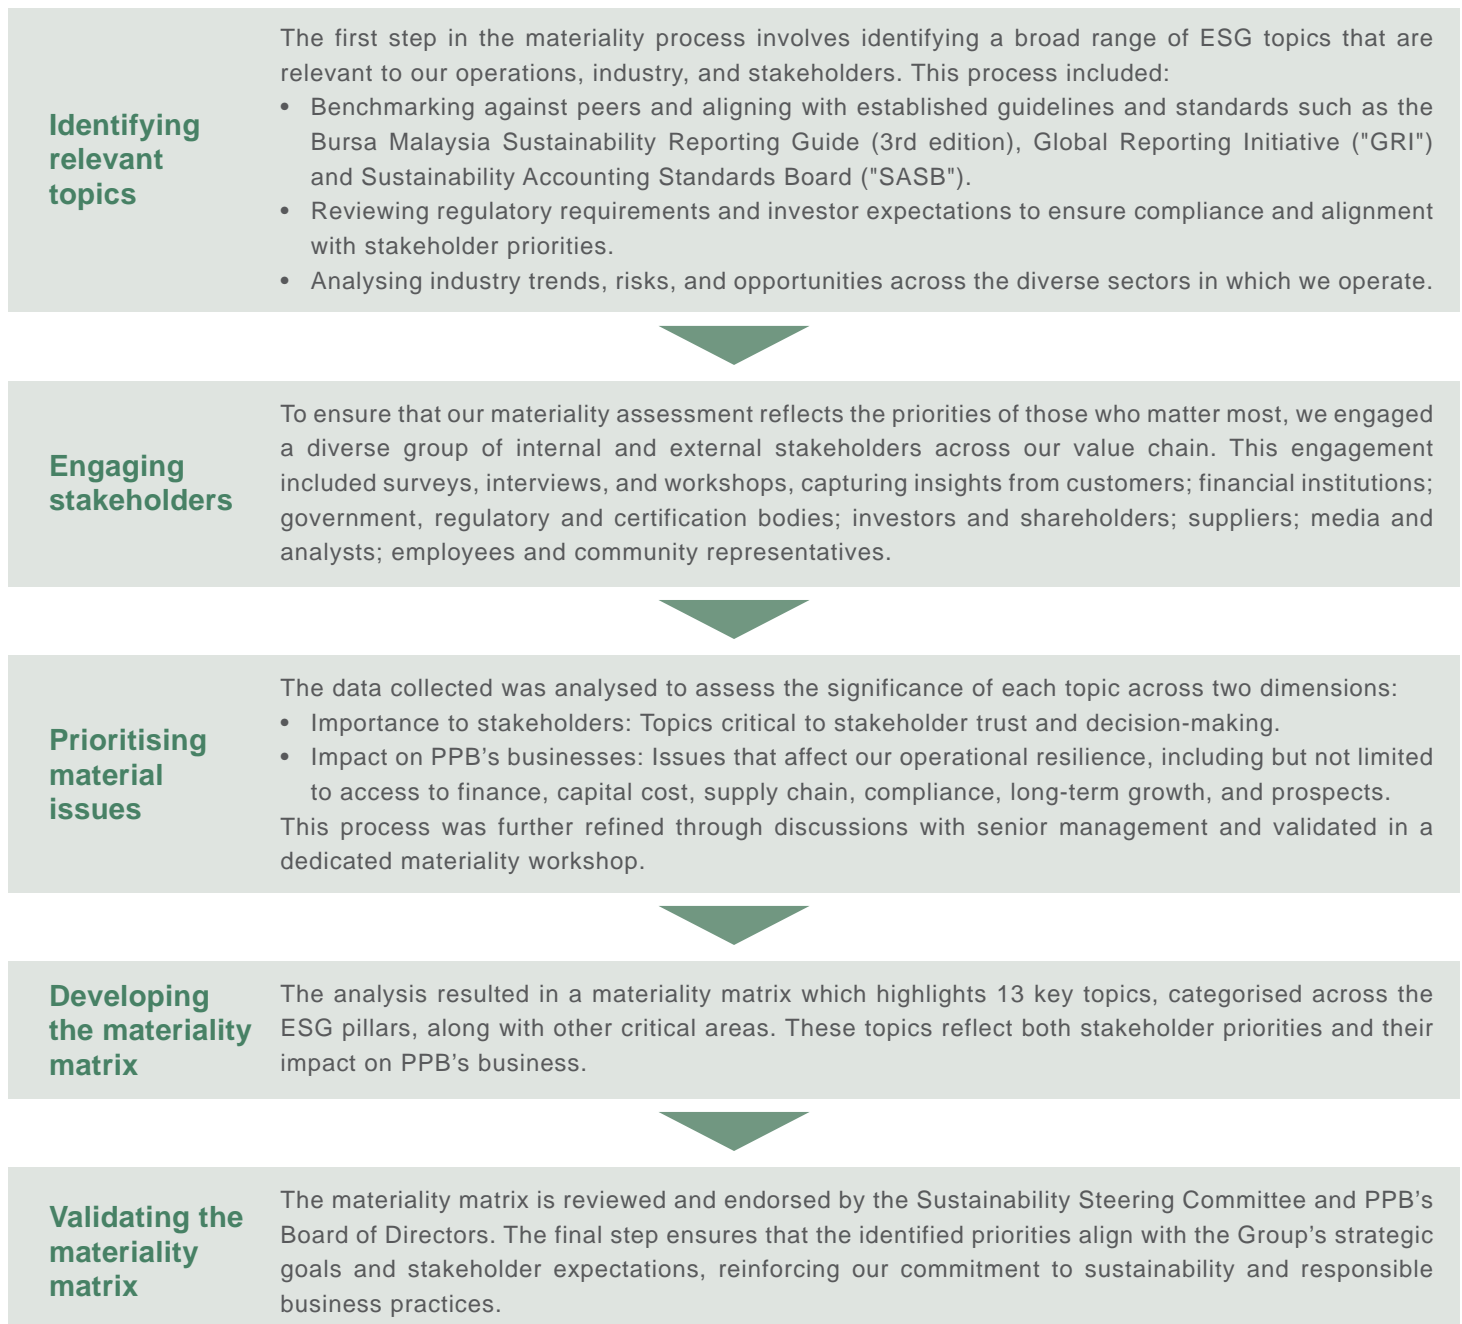 Identifying
relevant
topics
The first step in the materiality process involves identifying a broad range of ESG topics that are
relevant to our operations, industry, and stakeholders. This process included:
• Benchmarking against peers and aligning with established guidelines and standards such as the
Bursa Malaysia Sustainability Reporting Guide (3rd edition), Global Reporting Initiative ("GRI")
and Sustainability Accounting Standards Board ("SASB").
• Reviewing regulatory requirements and investor expectations to ensure compliance and alignment
with stakeholder priorities.
• Analysing industry trends, risks, and opportunities across the diverse sectors in which we operate.
Engaging
stakeholders
To ensure that our materiality assessment reflects the priorities of those who matter most, we engaged
a diverse group of internal and external stakeholders across our value chain. This engagement
included surveys, interviews, and workshops, capturing insights from customers; financial institutions;
government, regulatory and certification bodies; investors and shareholders; suppliers; media and
analysts; employees and community representatives.
Prioritising
material
issues
The data collected was analysed to assess the significance of each topic across two dimensions:
• Importance to stakeholders: Topics critical to stakeholder trust and decision-making.
• Impact on PPB’s businesses: Issues that affect our operational resilience, including but not limited
to access to finance, capital cost, supply chain, compliance, long-term growth, and prospects.
This process was further refined through discussions with senior management and validated in a
dedicated materiality workshop.
Developing
the materiality
matrix
The analysis resulted in a materiality matrix which highlights 13 key topics, categorised across the
ESG pillars, along with other critical areas. These topics reflect both stakeholder priorities and their
impact on PPB’s business.
Validating the
materiality
matrix
The materiality matrix is reviewed and endorsed by the Sustainability Steering Committee and PPB’s
Board of Directors. The final step ensures that the identified priorities align with the Group’s strategic
goals and stakeholder expectations, reinforcing our commitment to sustainability and responsible
business practices.